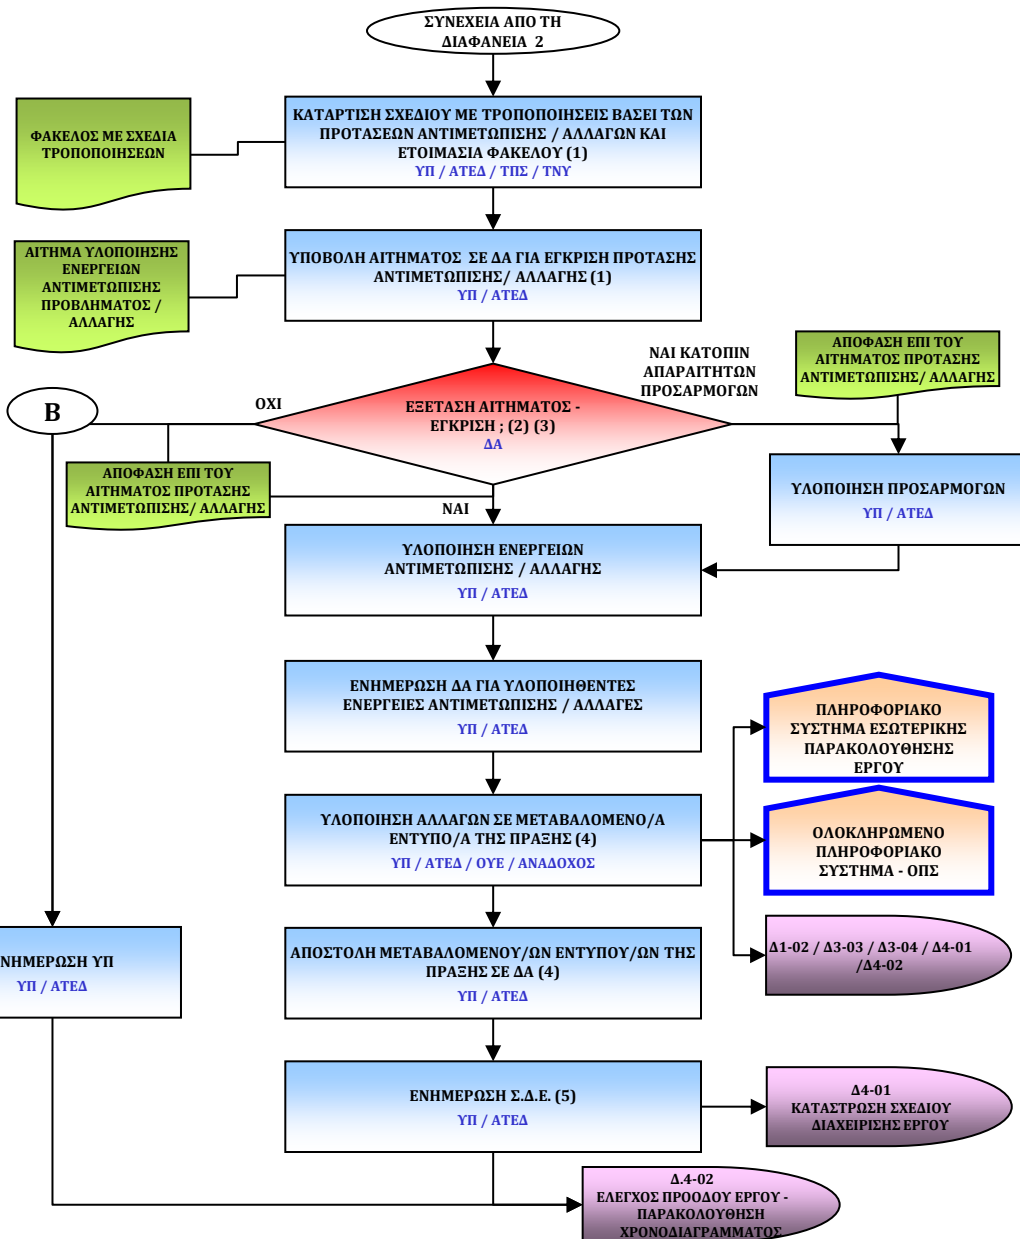 ΣΥΝΕΧΕΙΑ ΑΠΟ ΤΗ
ΔΙΑΦΑΝΕΙΑ 2
ΚΑΤΑΡΤΙΣΗ ΣΧΕΔΙΟΥ ΜΕ ΤΡΟΠΟΠΟΙΗΣΕΙΣ ΒΑΣΕΙ ΤΩΝ
ΠΡΟΤΑΣΕΩΝ ΑΝΤΙΜΕΤΩΠΙΣΗΣ / ΑΛΛΑΓΩΝ ΚΑΙ
ΕΤΟΙΜΑΣΙΑ ΦΑΚΕΛΟΥ (1)
ΥΠ / ΑΤΕΔ / ΤΠΣ / ΤΝΥ
ΦΑΚΕΛΟΣ ΜΕ ΣΧΕΔΙΑ
ΤΡΟΠΟΠΟΙΗΣΕΩΝ
ΥΠΟΒΟΛΗ ΑΙΤΗΜΑΤΟΣ ΣΕ ΔΑ ΓΙΑ ΕΓΚΡΙΣΗ ΠΡΟΤΑΣΗΣ
ΑΝΤΙΜΕΤΩΠΙΣΗΣ/ ΑΛΛΑΓΗΣ (1)
ΥΠ / ΑΤΕΔ
ΑΙΤΗΜΑ ΥΛΟΠΟΙΗΣΗΣ
ΕΝΕΡΓΕΙΩΝ
ΑΝΤΙΜΕΤΩΠΙΣΗΣ
ΠΡΟΒΛΗΜΑΤΟΣ /
ΑΛΛΑΓΗΣ
ΝΑΙ ΚΑΤΟΠΙΝ
ΑΠΑΡΑΙΤΗΤΩΝ
ΠΡΟΣΑΡΜΟΓΩΝ
ΑΠΟΦΑΣΗ ΕΠΙ ΤΟΥ
ΑΙΤΗΜΑΤΟΣ ΠΡΟΤΑΣΗΣ
ΑΝΤΙΜΕΤΩΠΙΣΗΣ/ ΑΛΛΑΓΗΣ
Β
ΟΧΙ
ΕΞΕΤΑΣΗ ΑΙΤΗΜΑΤΟΣ -
ΕΓΚΡΙΣΗ ; (2) (3)
ΔΑ
ΑΠΟΦΑΣΗ ΕΠΙ ΤΟΥ
ΑΙΤΗΜΑΤΟΣ ΠΡΟΤΑΣΗΣ
ΑΝΤΙΜΕΤΩΠΙΣΗΣ/ ΑΛΛΑΓΗΣ
ΝΑΙ
ΥΛΟΠΟΙΗΣΗ ΠΡΟΣΑΡΜΟΓΩΝ
ΥΠ / ΑΤΕΔ
ΥΛΟΠΟΙΗΣΗ ΕΝΕΡΓΕΙΩΝ
ΑΝΤΙΜΕΤΩΠΙΣΗΣ / ΑΛΛΑΓΗΣ
ΥΠ / ΑΤΕΔ
ΕΝΗΜΕΡΩΣΗ ΔΑ ΓΙΑ ΥΛΟΠΟΙΗΘΕΝΤΕΣ
ΕΝΕΡΓΕΙΕΣ ΑΝΤΙΜΕΤΩΠΙΣΗΣ / ΑΛΛΑΓΕΣ
ΥΠ / ΑΤΕΔ
ΠΛΗΡΟΦΟΡΙΑΚΟ
ΣΥΣΤΗΜΑ ΕΣΩΤΕΡΙΚΗΣ
ΠΑΡΑΚΟΛΟΥΘΗΣΗΣ
ΕΡΓΟΥ
ΥΛΟΠΟΙΗΣΗ ΑΛΛΑΓΩΝ ΣΕ ΜΕΤΑΒΑΛΟΜΕΝΟ/Α
ΕΝΤΥΠΟ/Α ΤΗΣ ΠΡΑΞΗΣ (4)
ΥΠ / ΑΤΕΔ / ΟΥΕ / ΑΝΑΔΟΧΟΣ
ΟΛΟΚΛΗΡΩΜΕΝΟ
ΠΛΗΡΟΦΟΡΙΑΚΟ
ΣΥΣΤΗΜΑ - ΟΠΣ
ΝΗΜΕΡΩΣΗ ΥΠ
ΥΠ / ΑΤΕΔ
ΑΠΟΣΤΟΛΗ ΜΕΤΑΒΑΛΟΜΕΝΟΥ/ΩΝ ΕΝΤΥΠΟΥ/ΩΝ ΤΗΣ
ΠΡΑΞΗΣ ΣΕ ΔΑ (4)
ΥΠ / ΑΤΕΔ
Δ1-02 / Δ3-03 / Δ3-04 / Δ4-01
/Δ4-02
ΕΝΗΜΕΡΩΣΗ Σ.Δ.Ε. (5)
ΥΠ / ΑΤΕΔ
Δ4-01
ΚΑΤΑΣΤΡΩΣΗ ΣΧΕΔΙΟΥ
ΔΙΑΧΕΙΡΙΣΗΣ ΕΡΓΟΥ
Δ.4-02
ΕΛΕΓΧΟΣ ΠΡΟΟΔΟΥ ΕΡΓΟΥ -
ΠΑΡΑΚΟΛΟΥΘΗΣΗ
ΧΡΟΝΟΔΙΑΓΡΑΜΜΑΤΟΣ